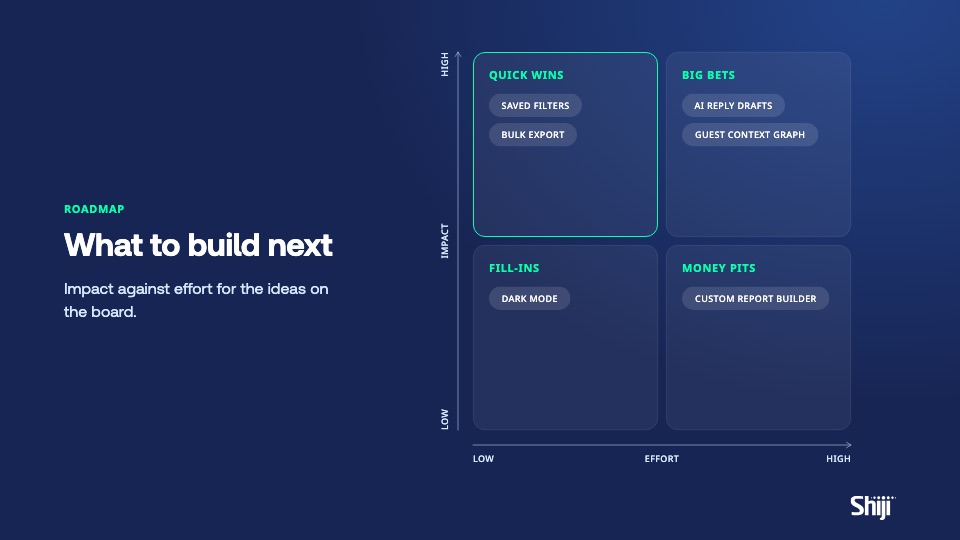 ROADMAP
What to build next
Impact against effort for the ideas on
the board.
HIGH
IMPACT
LOW
QUICK WINS
SAVED FILTERS
BULK EXPORT
BIG BETS
AI REPLY DRAFTS
GUEST CONTEXT GRAPH
FILL-INS
DARK MODE
MONEY PITS
CUSTOM REPORT BUILDER
LOW
EFFORT
HIGH
Shiji